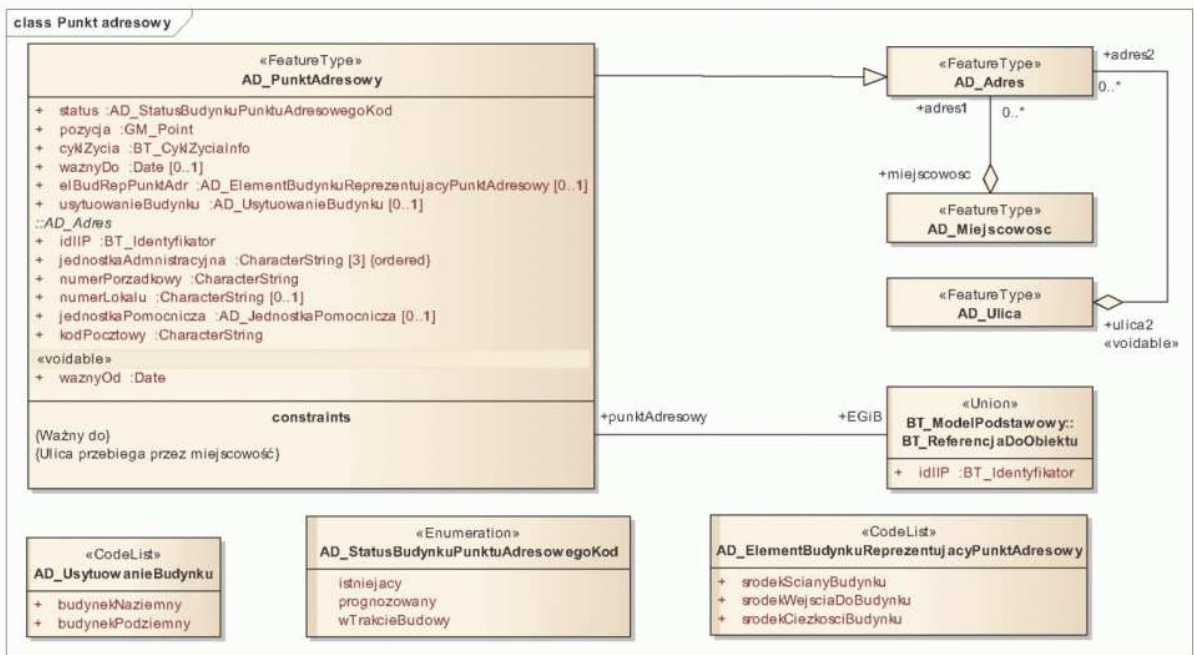 class Punkt adresowy
«FeatureType»
AD_PunktAdresowy
+ status :AD_StatusBudynkuPunktuAdresowegoKod
+ pozycja :GM_Point
+ cyklZycia :BT_CyklZyciaInfo
+ waznyDo :Date [0..1]
+ elBudRepPunktAdr :AD_ElementBudynkuReprezentujacyPunktAdresowy [0..1]
+ usytuowanieBudynku :AD_UsytuowanieBudynku [0..1]
::AD_Adres
+ idIIP :BT_Identyfikator
+ jednostkaAdmnistracyjna :CharacterString [3] {ordered}
+ numerPorzadkowy :CharacterString
+ numerLokalu :CharacterString [0..1]
+ jednostkaPomocnicza :AD_JednostkaPomocnicza [0..1]
+ kodPocztowy :CharacterString
«voidable»
+ waznyOd :Date
constraints
{Ważny do}
{Ulica przebiega przez miejscowość}
«FeatureType»
AD_Adres
+adres2
0..*
+adres1
0..*
+miejscowosc
«FeatureType»
AD_Miejscowosc
«FeatureType»
AD_Ulica
+ulica2
«voidable»
+punktAdresowy
+EGiB
«Union»
BT_ModelPodstawowy::
BT_ReferencjaDoObiektu
+ idIIP :BT_Identyfikator
«CodeList»
AD_UsytuowanieBudynku
+ budynekNaziemny
+ budynekPodziemny
«Enumeration»
AD_StatusBudynkuPunktuAdresowegoKod
istniejacy
prognozowany
wTrakcieBudowy
«CodeList»
AD_ElementBudynkuReprezentujacyPunktAdresowy
+ srodekScianyBudynku
+ srodekWejsciaDoBudynku
+ srodekCiezkosciBudynku